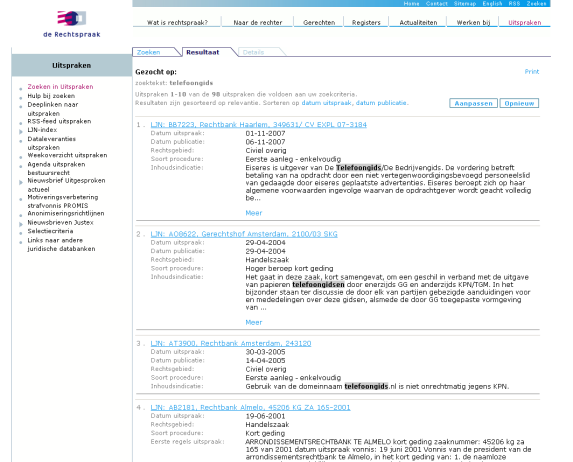 Home Contact Sitemap English RSS Zoeken
de Rechtspraak
Wat is rechtspraak? Naar de rechter Gerechten Registers Actualiteiten Werken bij Uitspraken
Uitspraken
Zoeken in Uitspraken
Hulp bij zoeken
Deeplinken naar
uitspraken
RSS-feed uitspraken
LJN-index
Dataleveranties
uitspraken
Weekoverzicht uitspraken
Agenda uitspraken
bestuursrecht
Nieuwsbrief Uitgesproken
actueel
Motiveringsverbetering
strafvonnis PROMIS
Anonimiseringsrichtlijnen
Nieuwsbrieven Justex
Selectiecriteria
Links naar andere
juridische databanken
Zoeken Resultaat Details
Gezocht op: Print
zoektekst: telefoongids
Uitspraken 1-10 van de 98 uitspraken die voldoen aan uw zoekcriteria.
Resultaten zijn gesorteerd op relevantie. Sorteren op datum uitspraak, datum publicatie. Aanpassen Opnieuw
1 . LJN: BB7223, Rechtbank Haarlem, 349631/ CV EXPL 07-3184
Datum uitspraak: 01-11-2007
Datum publicatie: 06-11-2007
Rechtsgebied: Civiel overig
Soort procedure: Eerste aanleg - enkelvoudig
Inhoudsindicatie: Eiseres is uitgever van De Telefoongids/De Bedrijvengids. De vordering betreft
betaling van na opdracht door een niet vertegenwoordigingsbevoegd personeelslid
van gedaagde door eiseres geplaatste advertenties. Eiseres beroept zich op haar
algemene voorwaarden ingevolge waarvan de opdrachtgever wordt geacht volledig
be...
Meer
2 . LJN: AO8622, Gerechtshof Amsterdam, 2100/03 SKG
Datum uitspraak: 29-04-2004
Datum publicatie: 29-04-2004
Rechtsgebied: Handelszaak
Soort procedure: Hoger beroep kort geding
Inhoudsindicatie: Het gaat in deze zaak, kort samengevat, om een geschil in verband met de uitgave
van papieren telefoongidsen door enerzijds GG en anderzijds KPN/TGM. In het
bijzonder staan ter discussie de door elk van partijen gebezigde aanduidingen voor
en mededelingen over deze gidsen, alsmede de door GG toegepaste vormgeving
van ...
Meer
3 . LJN: AT3900, Rechtbank Amsterdam, 243120
Datum uitspraak: 30-03-2005
Datum publicatie: 14-04-2005
Rechtsgebied: Civiel overig
Soort procedure: Eerste aanleg - enkelvoudig
Inhoudsindicatie: Gebruik van de domeinnaam telefoongids.nl is niet onrechtmatig jegens KPN.
4 . LJN: AB2181, Rechtbank Almelo, 45206 KG ZA 165-2001
Datum uitspraak: 19-06-2001
Rechtsgebied: Handelszaak
Soort procedure: Kort geding
Eerste regels uitspraak: ARRONDISSEMENTSRECHTBANK TE ALMELO kort geding zaaknummer: 45206 kg za
165 van 2001 datum uitspraak vonnis: 19 juni 2001 Vonnis van de president van de
arrondissementsrechtbank te Almelo, in het kort geding van: 1. de naamloze